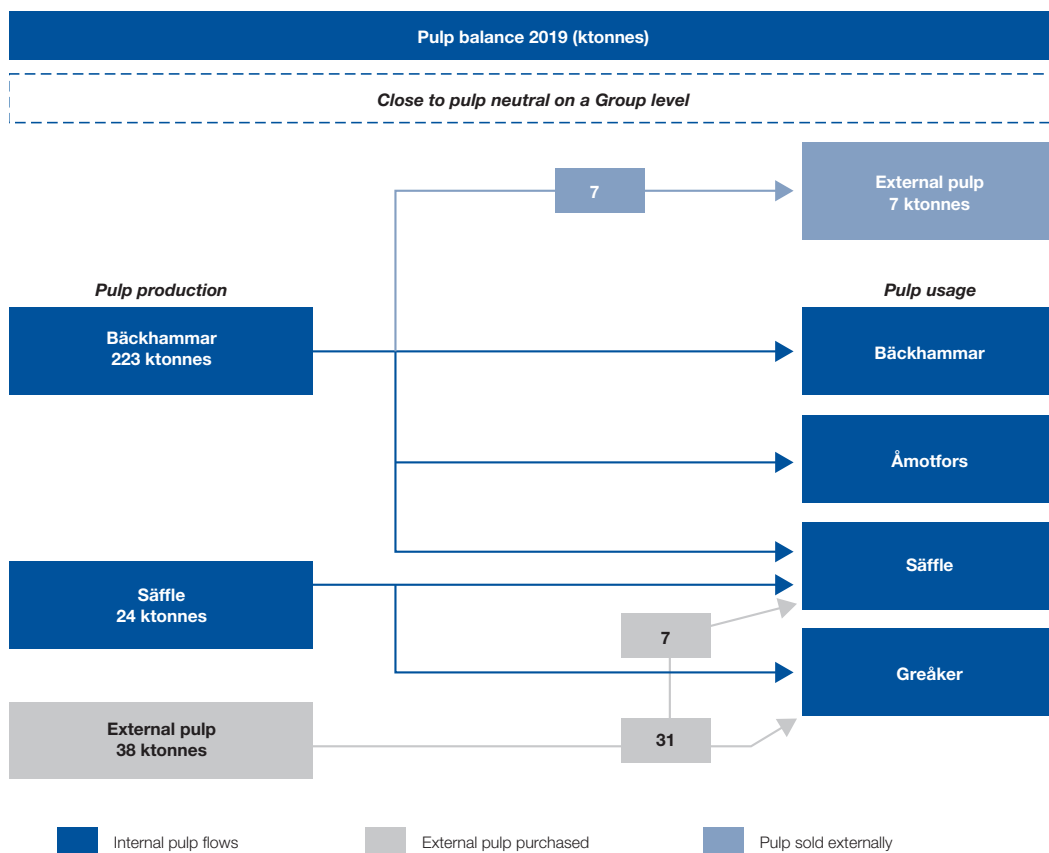 Pulp balance 2019 (ktonnes)
Close to pulp neutral on a Group level
7
External pulp
7 ktonnes
Pulp production
Pulp usage
Bäckhammar
223 ktonnes
Bäckhammar
Åmotfors
Säffle
24 ktonnes
Säffle
7
Greåker
External pulp
38 ktonnes
31
Internal pulp flows
External pulp purchased
Pulp sold externally